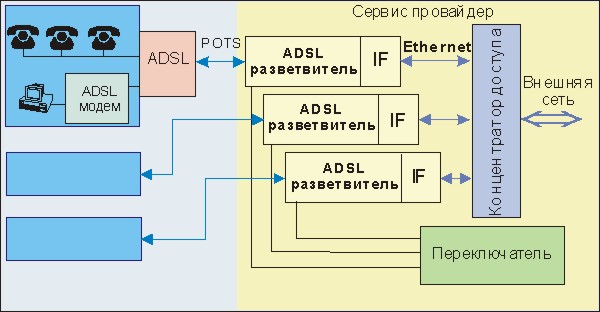 Сервис провайдер
POTS
ADSL
ADSL
модем
ADSL
разветвитель
IF
Ethernet
ADSL
разветвитель
IF
ADSL
разветвитель
IF
Концентратор доступа
Внешняя
сеть
Переключатель